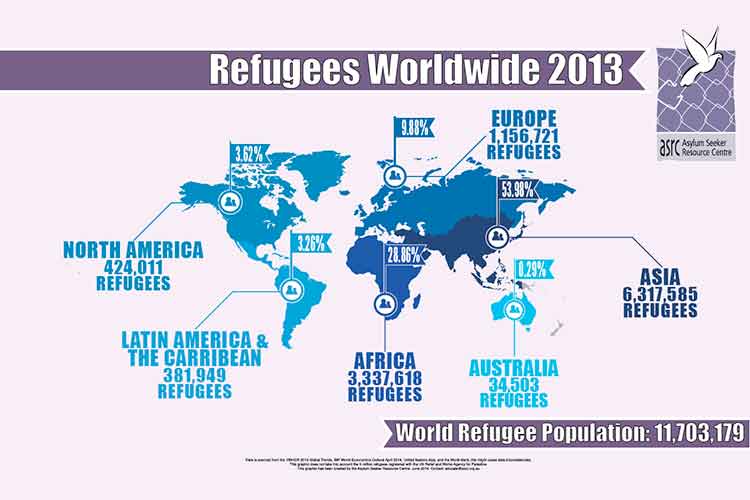 Refugees Worldwide 2013
asrc Asylum Seeker
Resource Centre
EUROPE
1,156,721
REFUGEES
9.88%
3.62%
53.98%
NORTH AMERICA
424,011
REFUGEES
3.26%
28.86%
0.29%
ASIA
6,317,585
REFUGEES
LATIN AMERICA &
THE CARRIBEAN
381,949
REFUGEES
AFRICA
3,337,618
REFUGEES
AUSTRALIA
34,503
REFUGEES
World Refugee Population: 11,703,179